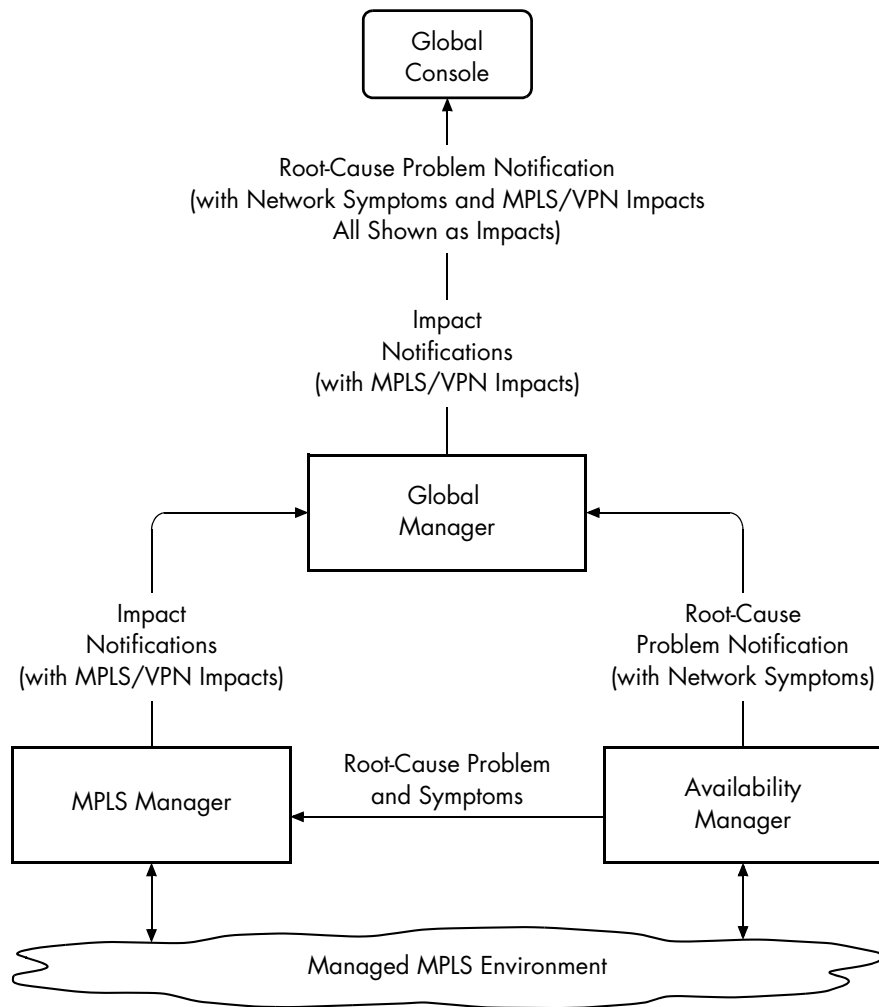 Global
Console
Root-Cause Problem Notification
(with Network Symptoms and MPLS/VPN Impacts
All Shown as Impacts)
Impact
Notifications
(with MPLS/VPN Impacts)
Global
Manager
Impact
Notifications
(with MPLS/VPN Impacts)
Root-Cause
Problem Notification
(with Network Symptoms)
MPLS Manager
Root-Cause Problem
and Symptoms
Availability
Manager
Managed MPLS Environment